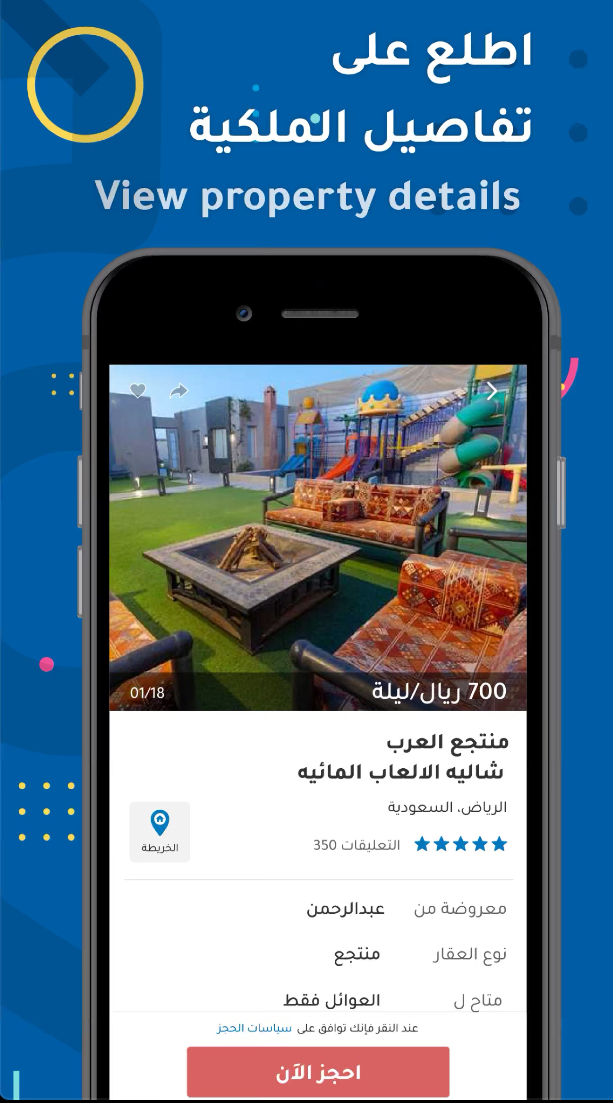 اطلع على
تفاصيل الملكية
View property details
01/18
700 ريال/ليلة
منتجع العرب
شاليه الالعاب المائيه
الرياض، السعودية
التعليقات 350
الخريطة
معروضة من عبدالرحمن
نوع العقار منتجع
متاح ل العوائل فقط
عند النقر فإنك توافق على سياسات الحجز
احجز الآن